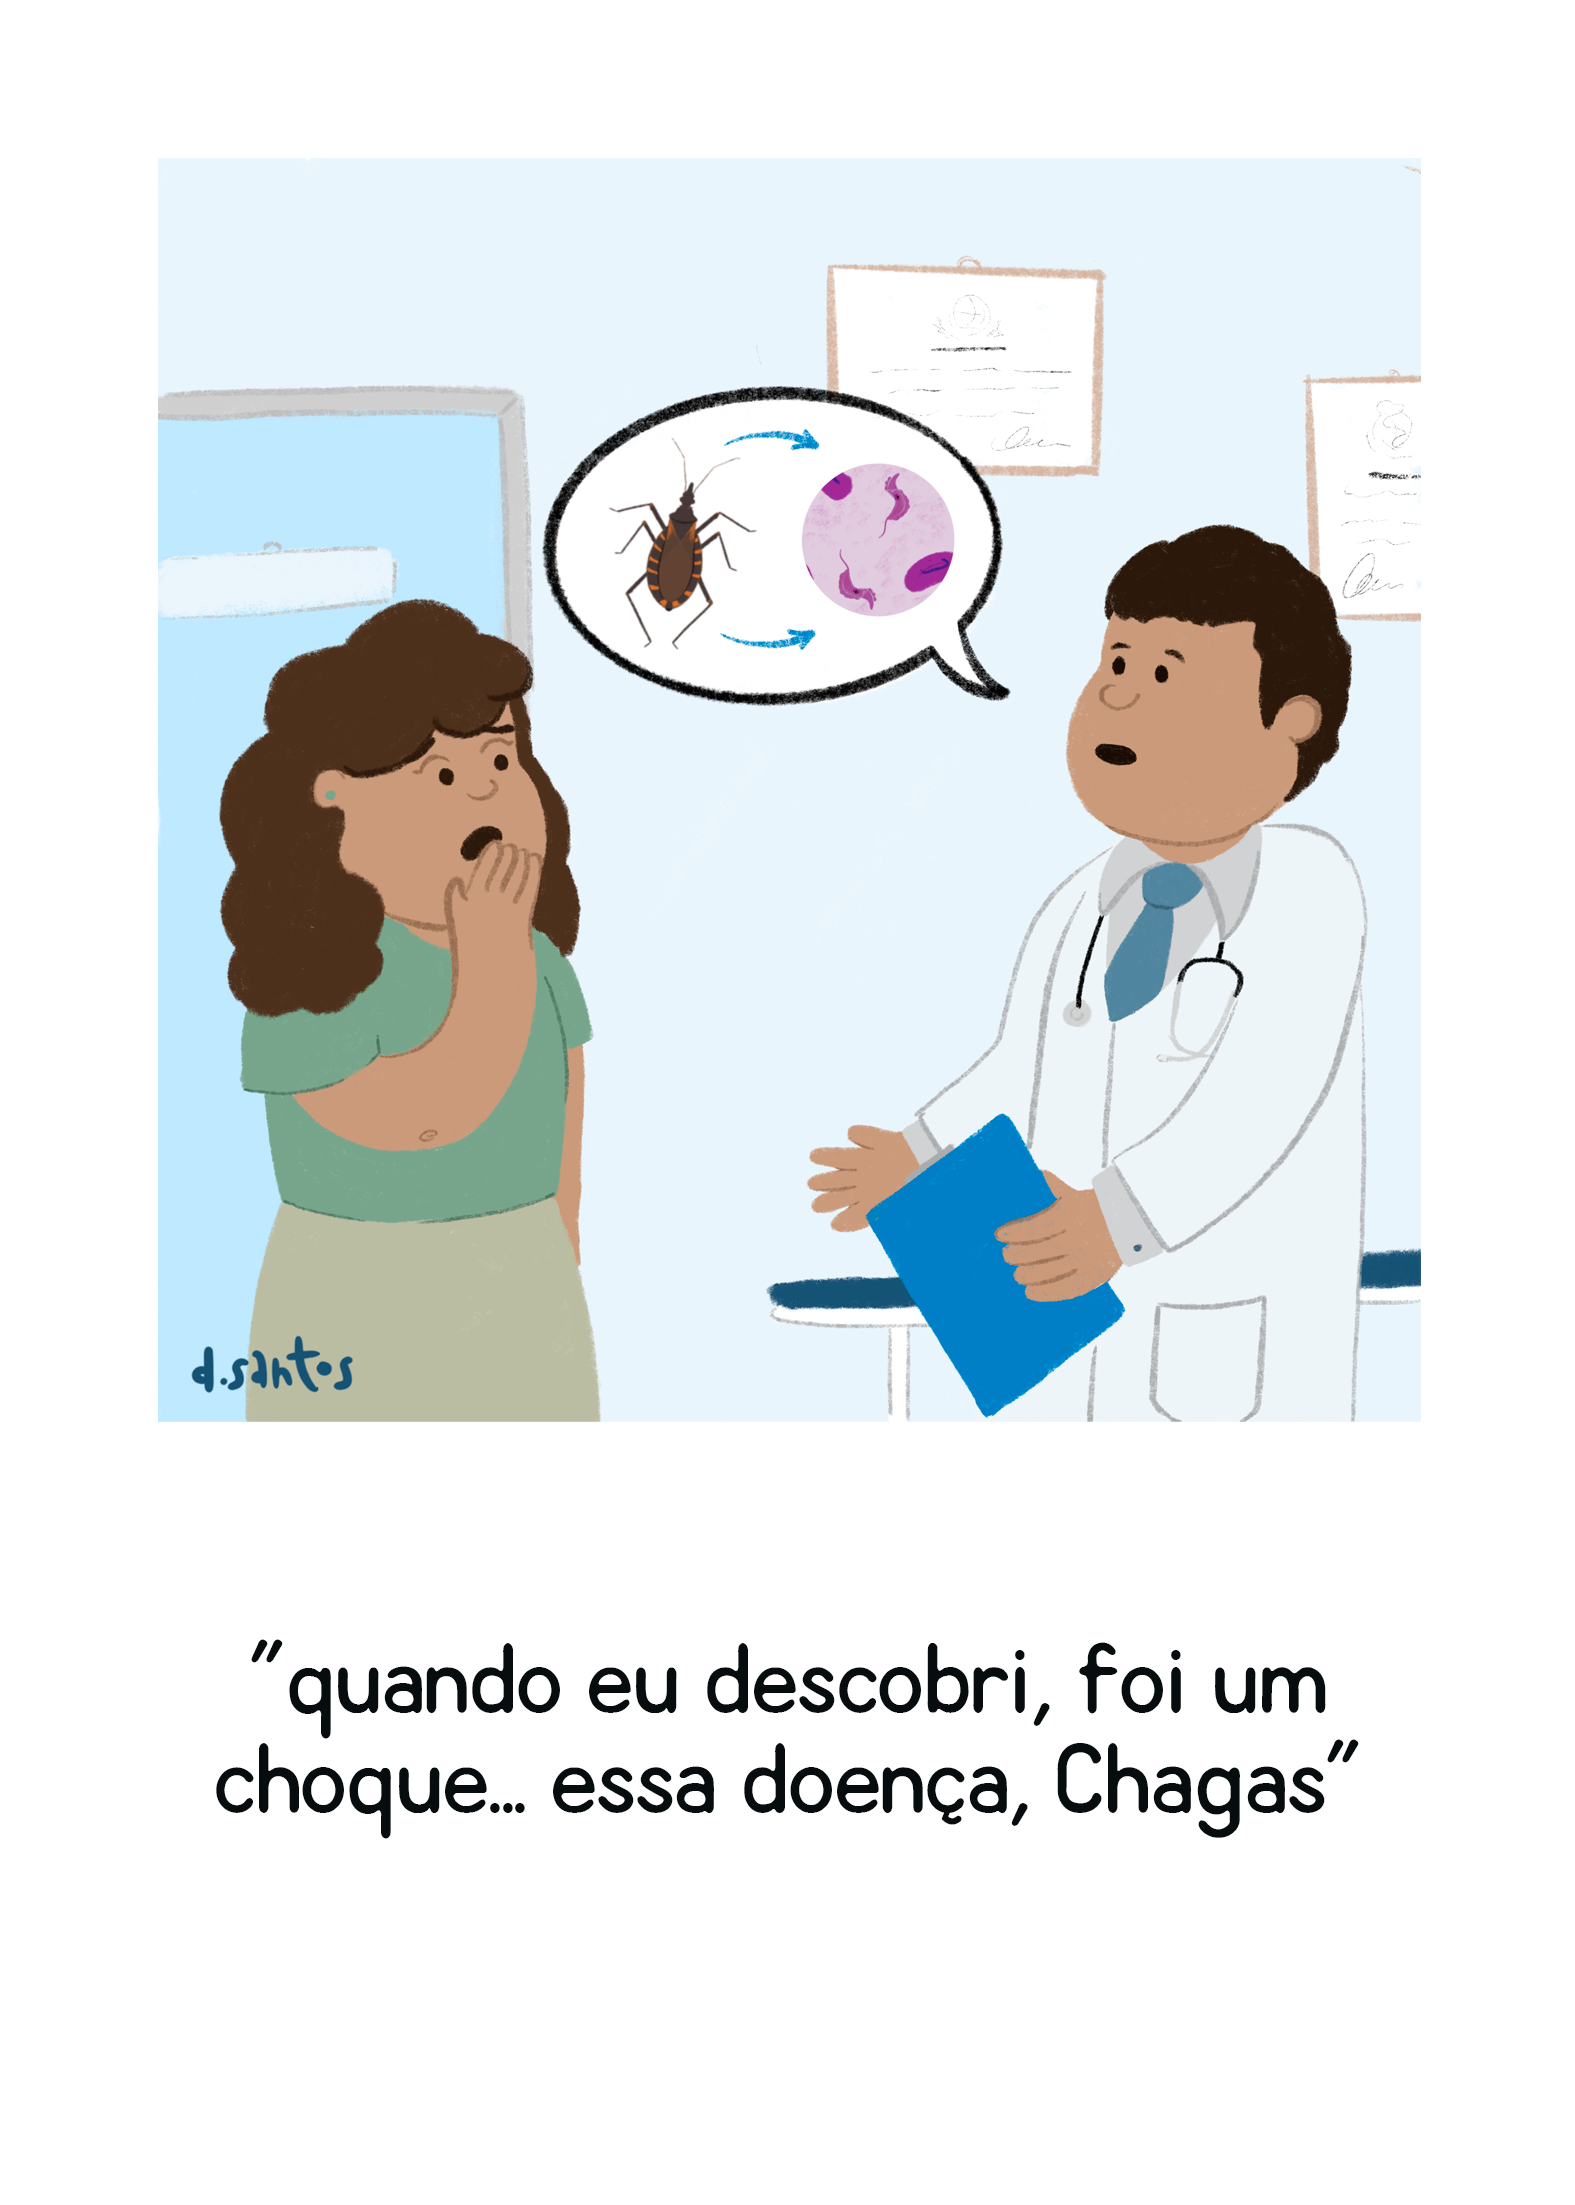 d.santos
"quando eu descobri, foi um
choque... essa doença, Chagas"